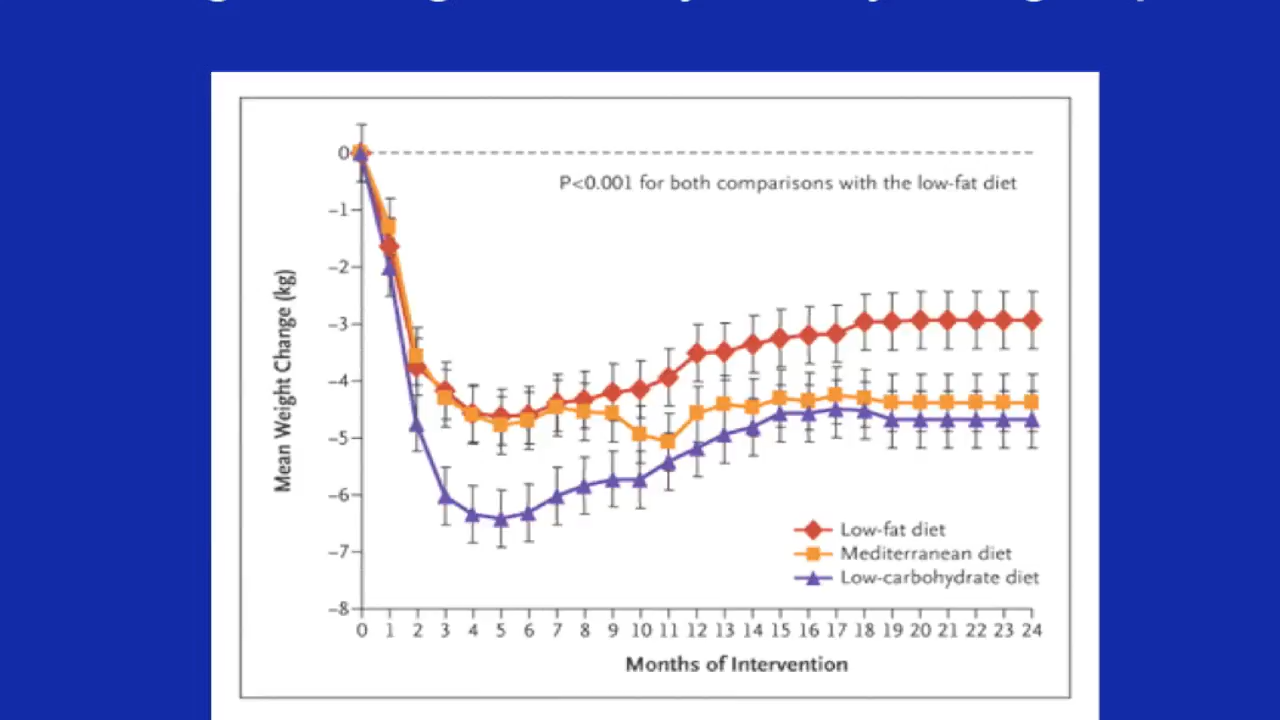 0
P<0.001 for both comparisons with the low-fat diet
–1
–2
–3
–4
–5
–6
–7
–8
Mean Weight Change (kg)
Low-fat diet
Mediterranean diet
Low-carbohydrate diet
0 1 2 3 4 5 6 7 8 9 10 11 12 13 14 15 16 17 18 19 20 21 22 23 24
Months of Intervention